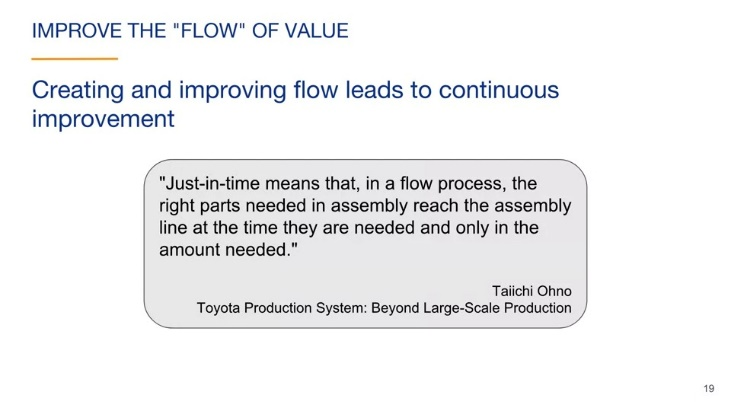 IMPROVE THE "FLOW" OF VALUE
Creating and improving flow leads to continuous
improvement
"Just-in-time means that, in a flow process, the
right parts needed in assembly reach the assembly
line at the time they are needed and only in the
amount needed."
Taiichi Ohno
Toyota Production System: Beyond Large-Scale Production
19